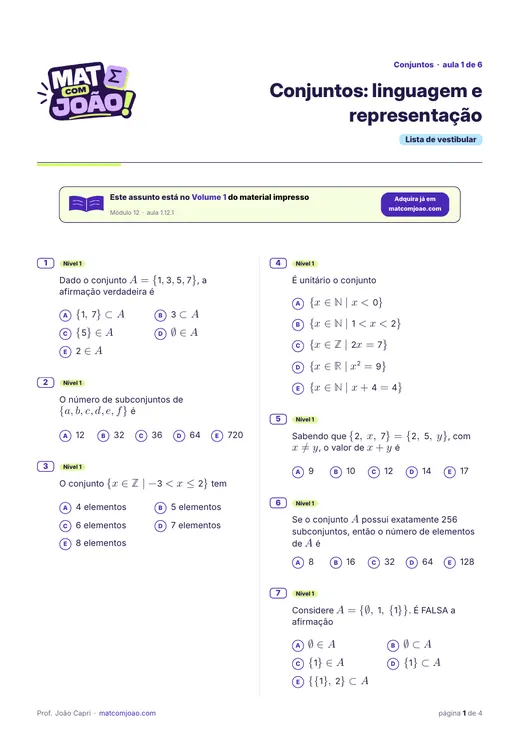 MAT Σ
COM
JOÃO!
Conjuntos · aula 1 de 6
Conjuntos: linguagem e
representação
Lista de vestibular
Este assunto está no Volume 1 do material impresso
Módulo 12 · aula 1.12.1
Adquira já em
matcomjoao.com
1 Nível 1
Dado o conjunto A = {1, 3, 5, 7}, a
afirmação verdadeira é
A {1, 7} ⊂ A B 3 ⊂ A
C {5} ∈ A D ∅ ∈ A
E 2 ∈ A
2 Nível 1
O número de subconjuntos de
{a, b, c, d, e, f} é
A 12 B 32 C 36 D 64 E 720
3 Nível 1
O conjunto {x ∈ ℤ | −3 < x ≤ 2} tem
A 4 elementos B 5 elementos
C 6 elementos D 7 elementos
E 8 elementos
4 Nível 1
É unitário o conjunto
A {x ∈ ℕ | x < 0}
B {x ∈ ℕ | 1 < x < 2}
C {x ∈ ℤ | 2x = 7}
D {x ∈ ℝ | x² = 9}
E {x ∈ ℕ | x + 4 = 4}
5 Nível 1
Sabendo que {2, x, 7} = {2, 5, y}, com
x ≠ y, o valor de x + y é
A 9 B 10 C 12 D 14 E 17
6 Nível 1
Se o conjunto A possui exatamente 256
subconjuntos, então o número de elementos
de A é
A 8 B 16 C 32 D 64 E 128
7 Nível 1
Considere A = {∅, 1, {1}}. É FALSA a
afirmação
A ∅ ∈ A B ∅ ⊂ A
C {1} ∈ A D {1} ⊂ A
E {{1}, 2} ⊂ A
Prof. João Capri · matcomjoao.com
página 1 de 4